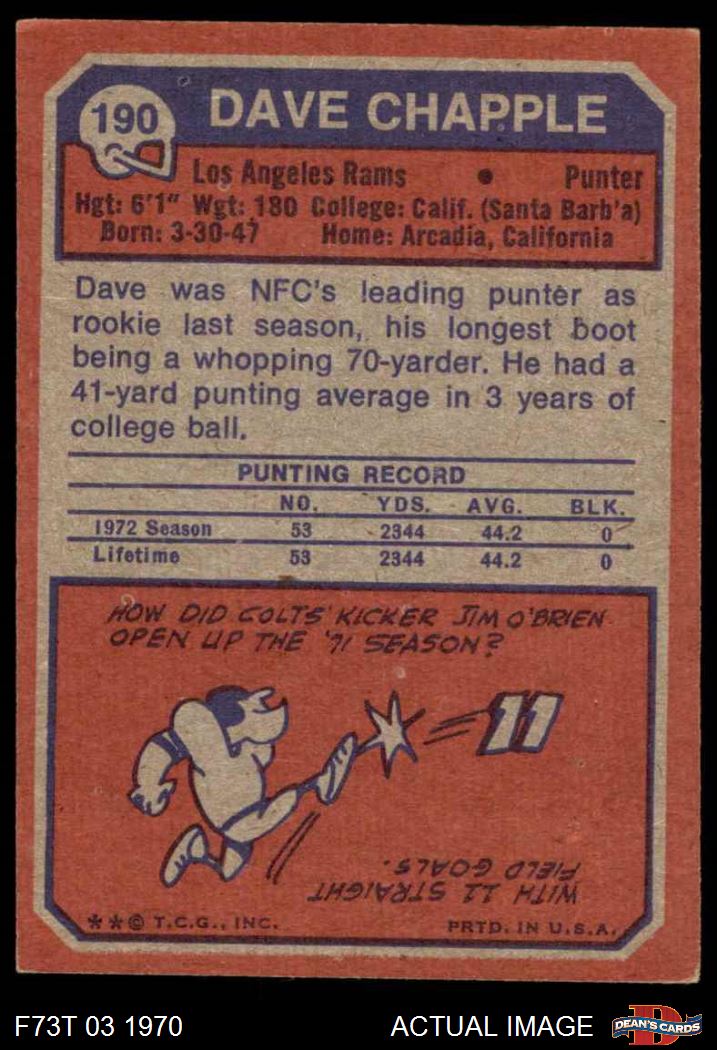 190 DAVE CHAPPLE
Los Angeles Rams • Punter
Hgt: 6'1" Wgt: 180 College: Calif. (Santa Barb'a)
Born: 3-30-47 Home: Arcadia, California
Dave was NFC's leading punter as
rookie last season, his longest boot
being a whopping 70-yarder. He had a
41-yard punting average in 3 years of
college ball.
PUNTING RECORD
NO. YDS. AVG. BLK.
1972 Season 53 2344 44.2 0
Lifetime 53 2344 44.2 0
HOW DID COLTS' KICKER JIM O'BRIEN
OPEN UP THE '71 SEASON?
11
WITH 11 STRAIGHT
FIELD GOALS.
**© T.C.G., INC. PRTD. IN U.S.A.
F73T 03 1970 ACTUAL IMAGE DEAN'S CARDS